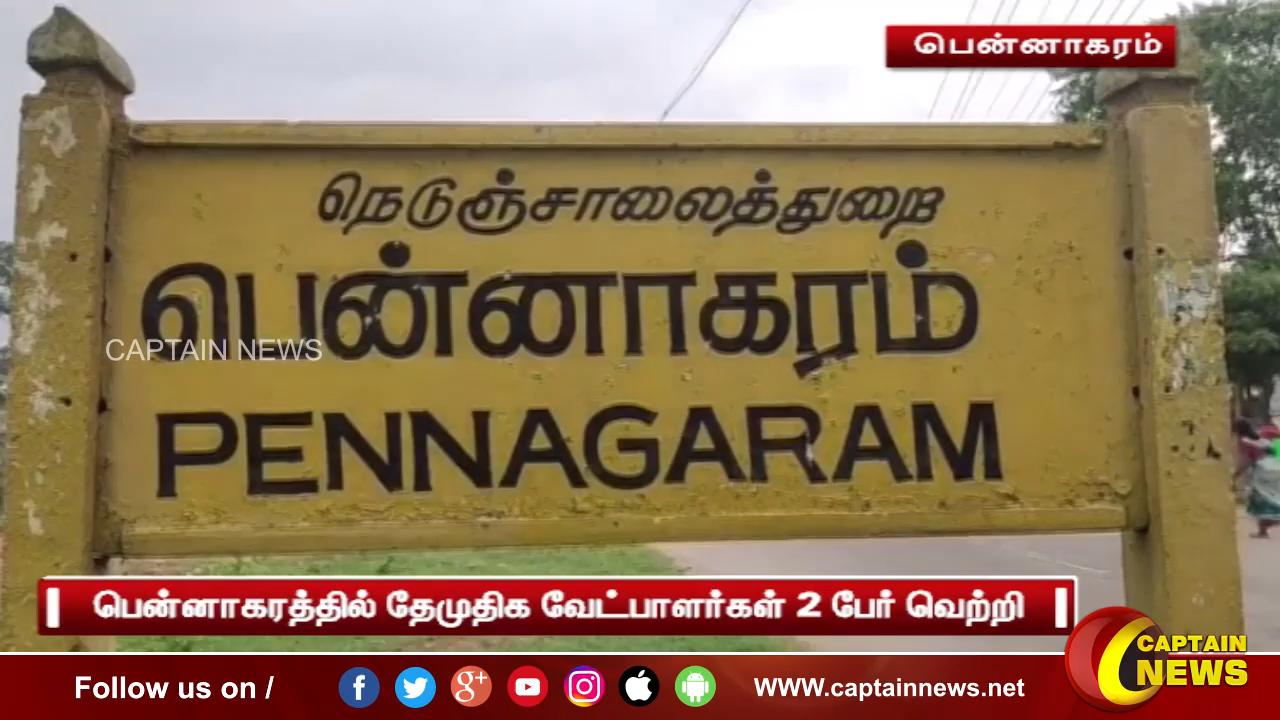 பென்னாகரம்
நெடுஞ்சாலைத்துறை
பென்னாகரம்
CAPTAIN NEWS
PENNAGARAM
பென்னாகரத்தில் தேமுதிக வேட்பாளர்கள் 2 பேர் வெற்றி
CAPTAIN
NEWS
Follow us on / WWW.captainnews.net